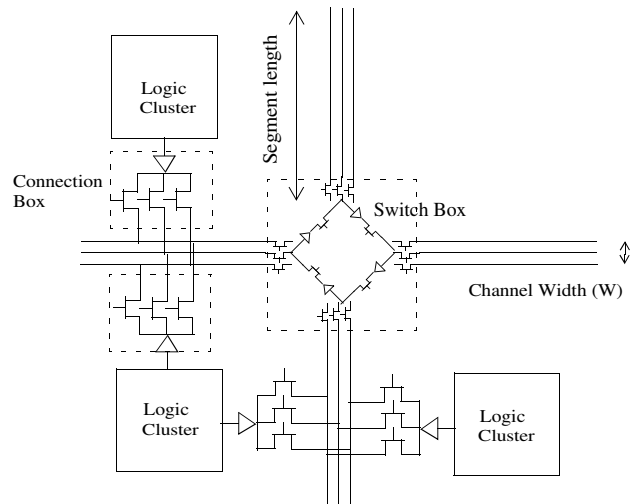 Logic
Cluster
Segment length
Connection
Box
Switch Box
Channel Width (W)
Logic
Cluster
Logic
Cluster